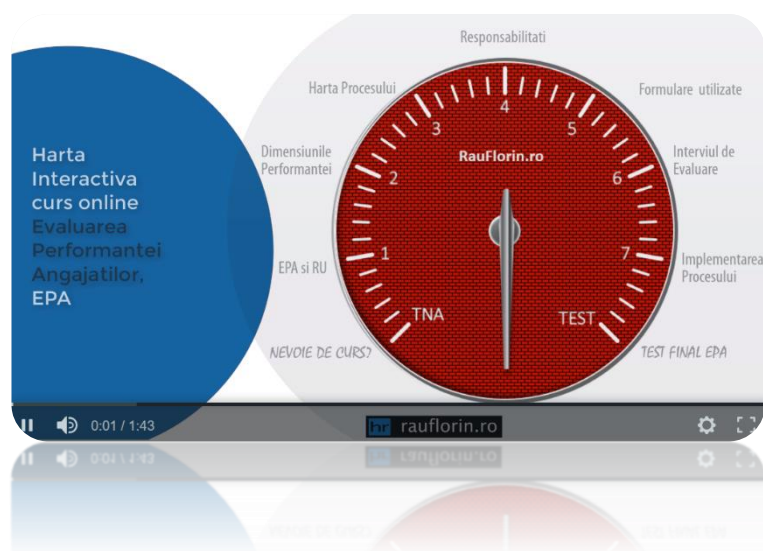 Harta
Interactiva
curs online
Evaluarea
Performantei
Angajatilor,
EPA
Responsabilitati
Harta Procesului
Formulare utilizate
Dimensiunile
Performantei
Interviul de
Evaluare
EPA si RU
Implementarea
Procesului
NEVOIE DE CURS?
TEST FINAL EPA
RauFlorin.ro
TNA
1
2
3
4
5
6
7
TEST
0:01 / 1:43
hr rauflorin.ro